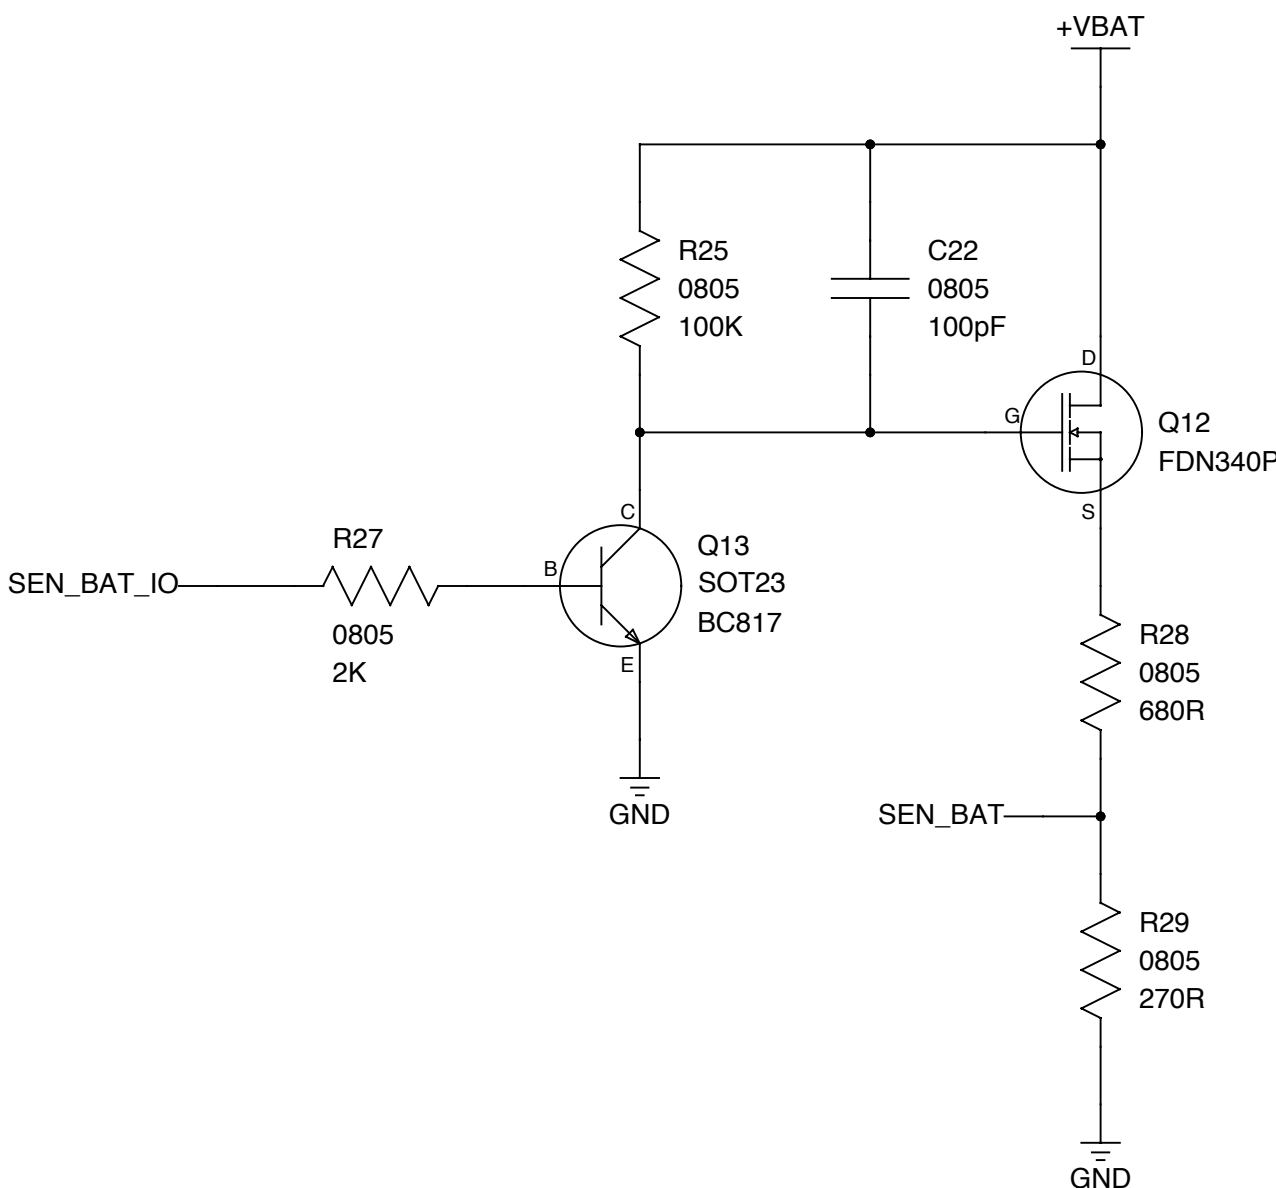 +VBAT
R25
0805
100K
C22
0805
100pF
D
G
Q12
FDN340P
S
C
R27
Q13
SEN_BAT_IO
B
SOT23
BC817
0805
2K
E
R28
0805
680R
GND
SEN_BAT
R29
0805
270R
GND